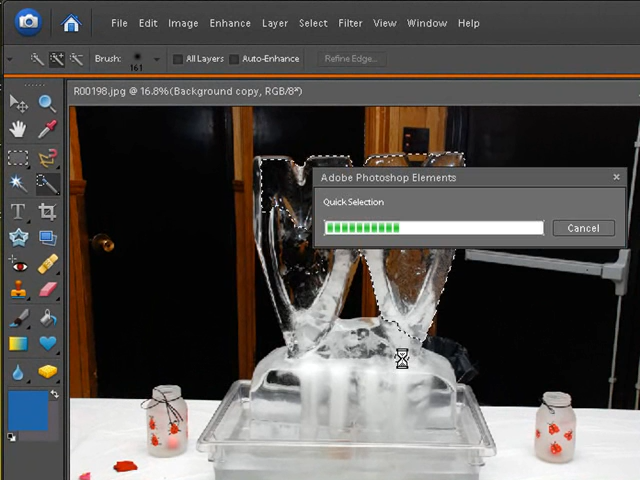 File Edit Image Enhance Layer Select Filter View Window Help
Brush: 161 All Layers Auto-Enhance Refine Edge...
R00198.jpg @ 16.8%(Background copy, RGB/8*)
Adobe Photoshop Elements
Quick Selection
Cancel